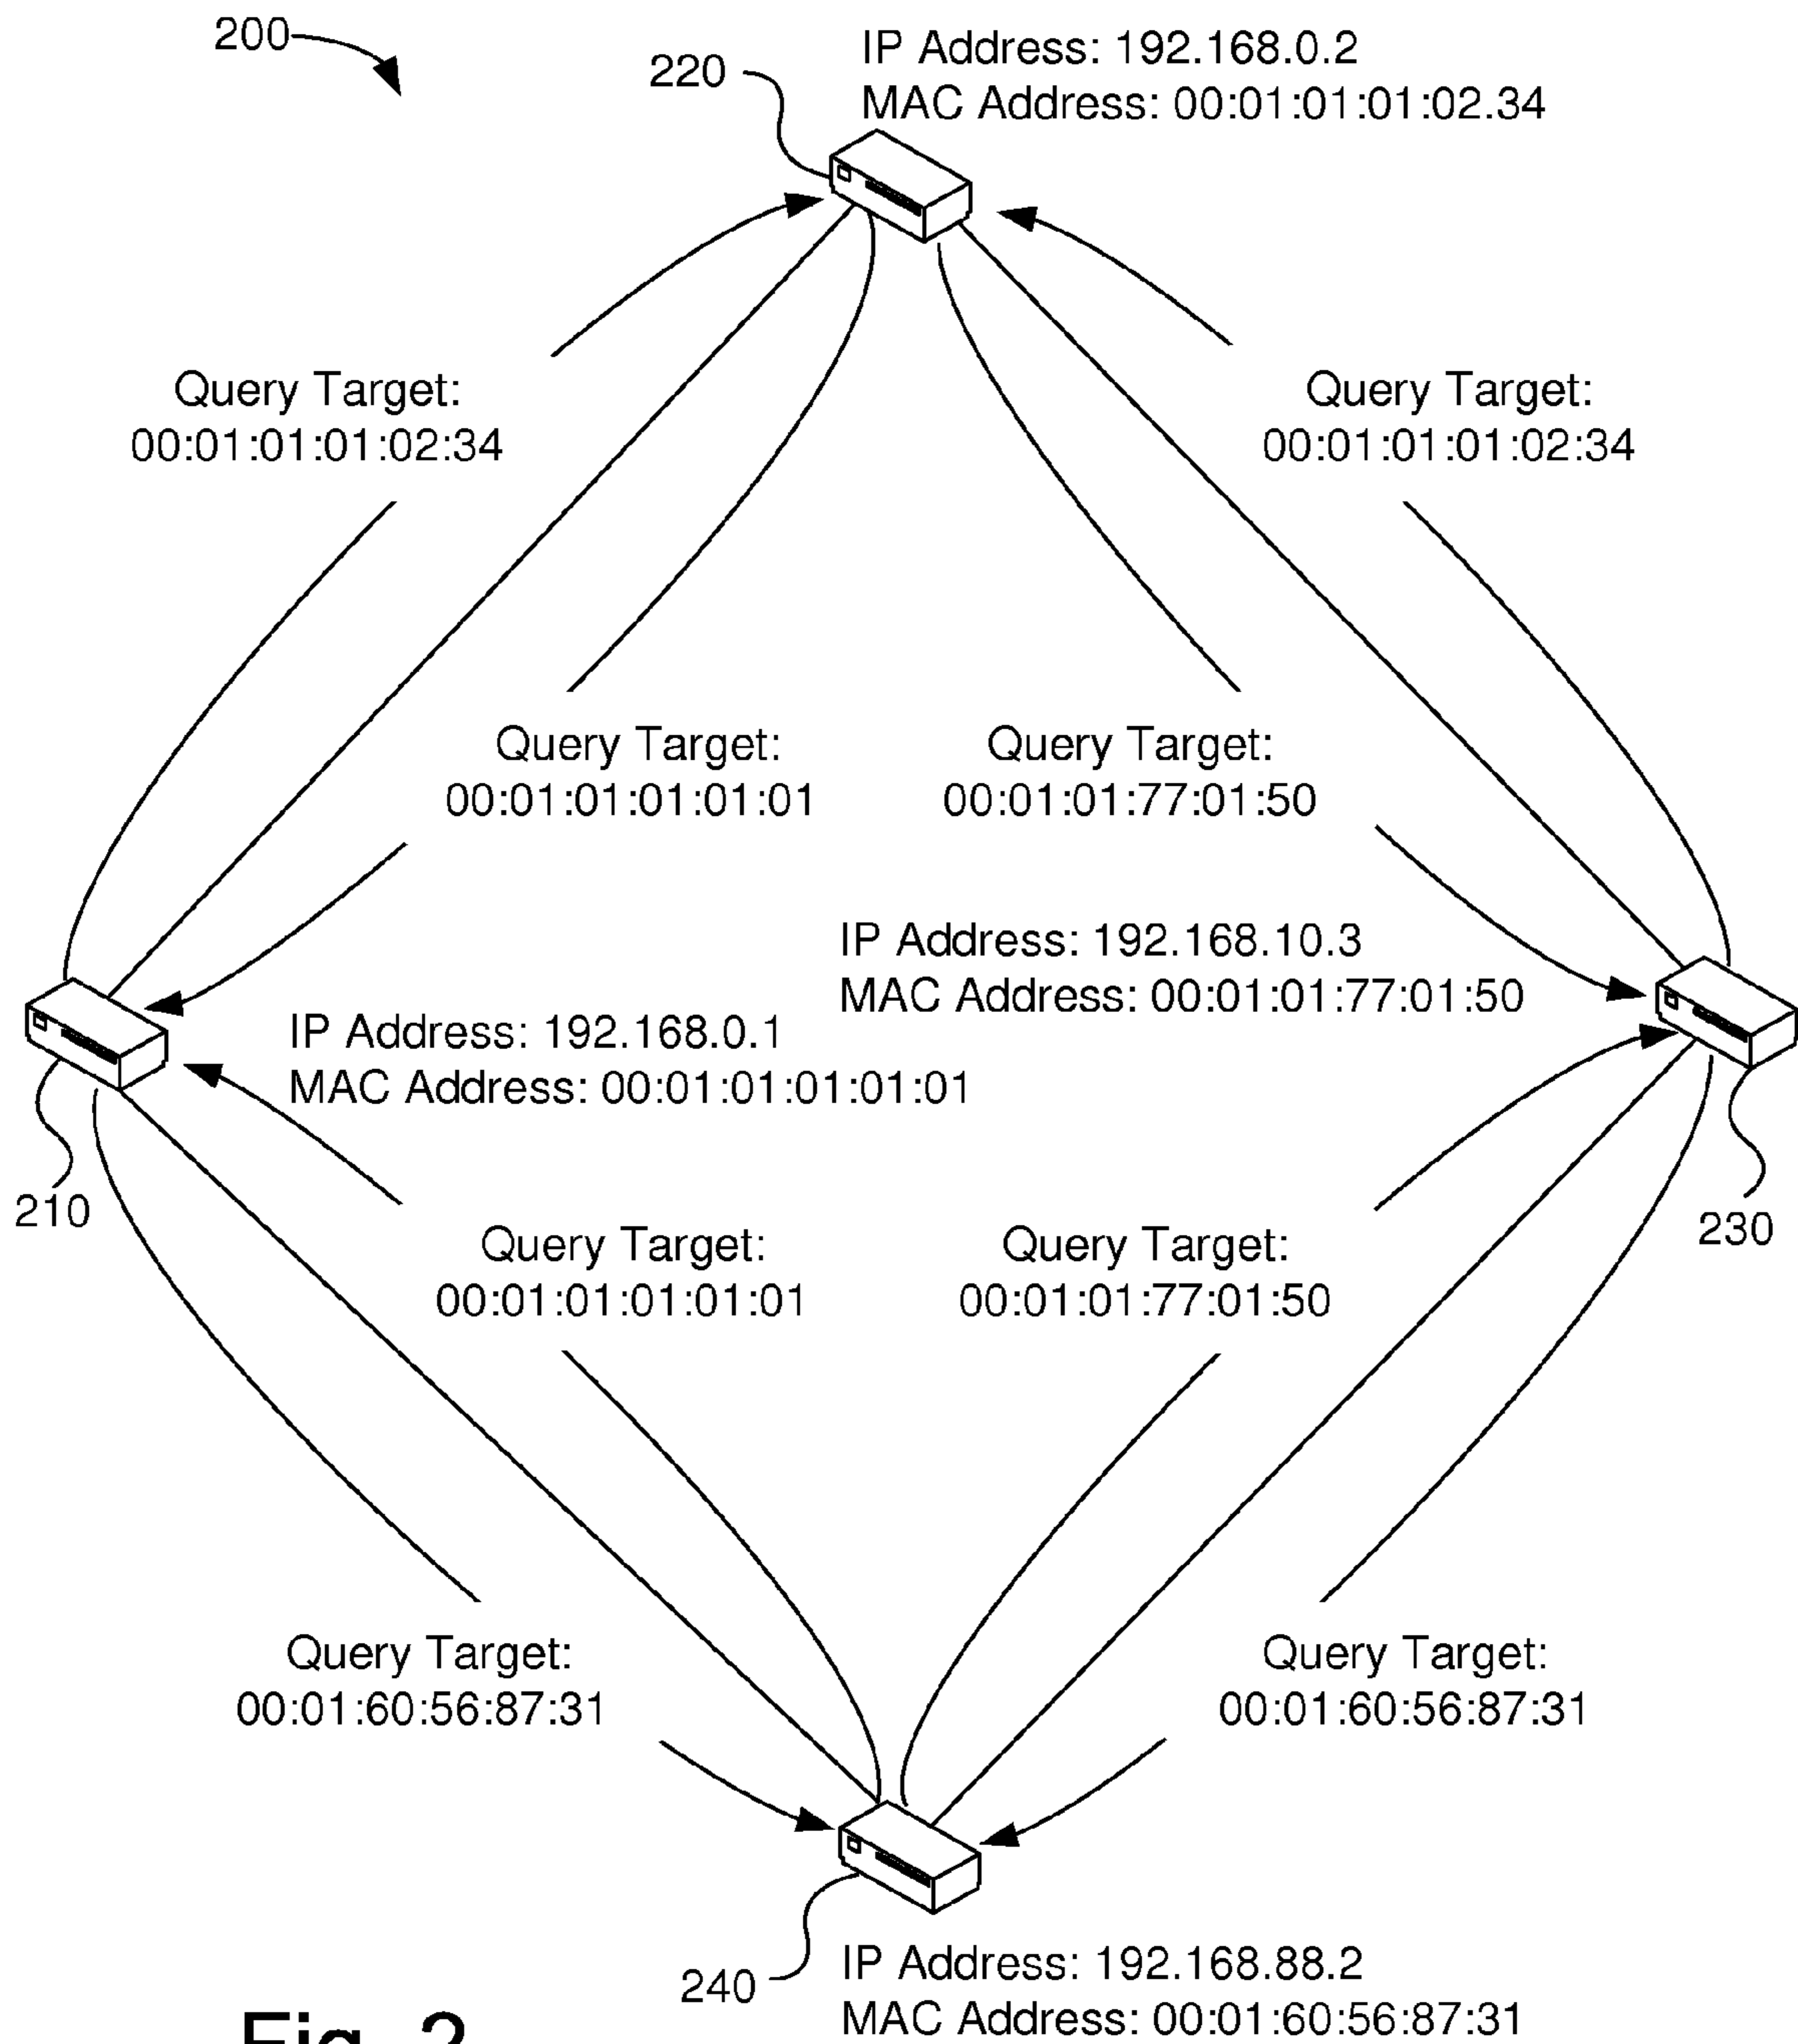 200
220
IP Address: 192.168.0.2
MAC Address: 00:01:01:01:02.34
Query Target:
00:01:01:01:02:34
Query Target:
00:01:01:01:02:34
Query Target:
00:01:01:01:01:01
Query Target:
00:01:01:77:01:50
IP Address: 192.168.10.3
MAC Address: 00:01:01:77:01:50
IP Address: 192.168.0.1
MAC Address: 00:01:01:01:01:01
210
230
Query Target:
00:01:01:01:01:01
Query Target:
00:01:01:77:01:50
Query Target:
00:01:60:56:87:31
Query Target:
00:01:60:56:87:31
240
IP Address: 192.168.88.2
MAC Address: 00:01:60:56:87:31
Fig. 2